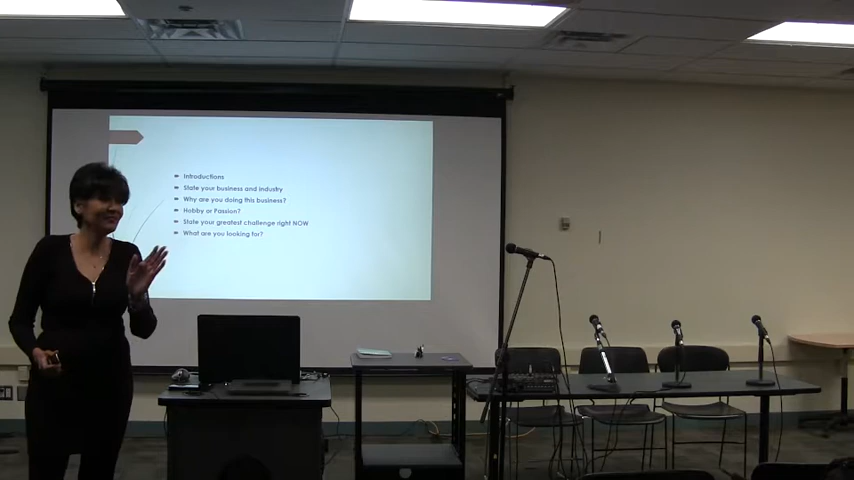 Introductions
State your business and industry
Why are you doing this business?
Hobby or Passion?
State your greatest challenge right NOW
What are you looking for?